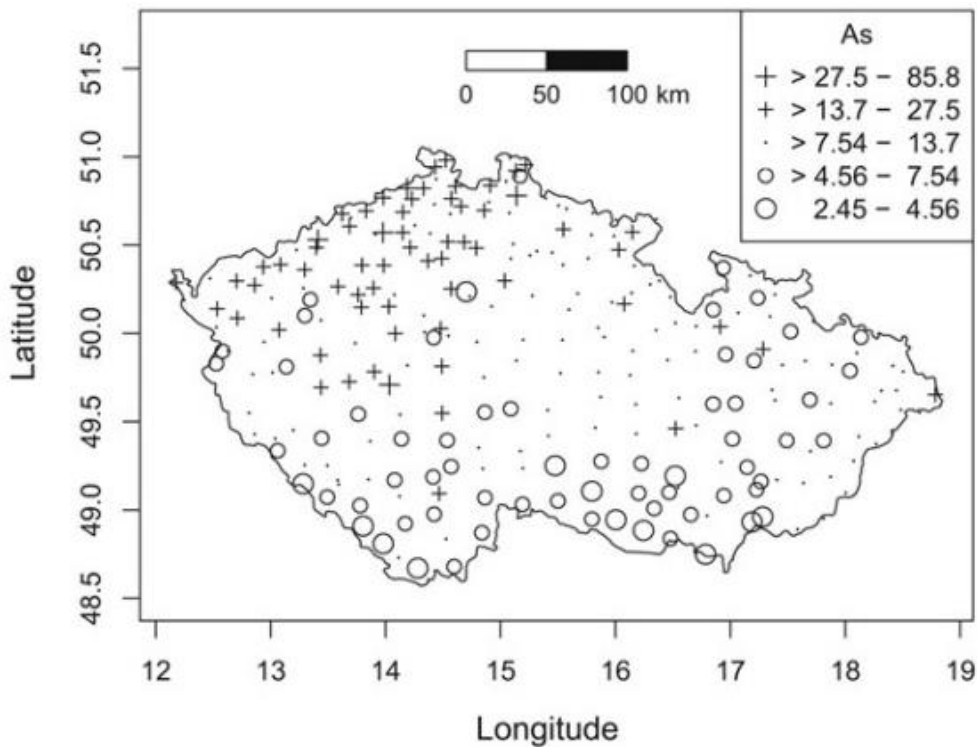 As
> 27.5 – 85.8
> 13.7 – 27.5
> 7.54 – 13.7
> 4.56 – 7.54
2.45 – 4.56
0 50 100 km
51.5
51.0
50.5
50.0
49.5
49.0
48.5
Latitude
12 13 14 15 16 17 18 19
Longitude